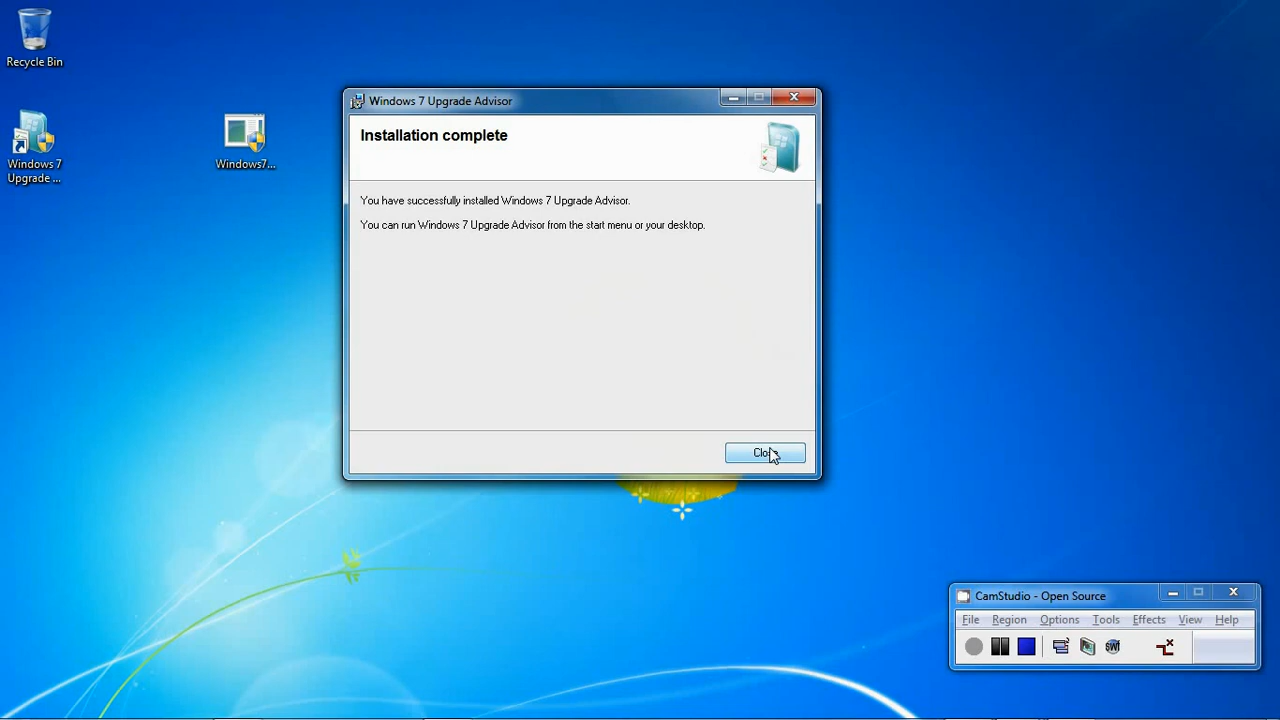 Recycle Bin
Windows 7
Upgrade ...
Windows7...
Windows 7 Upgrade Advisor
Installation complete
You have successfully installed Windows 7 Upgrade Advisor.
You can run Windows 7 Upgrade Advisor from the start menu or your desktop.
Close
CamStudio - Open Source
File Region Options Tools Effects View Help
SWF